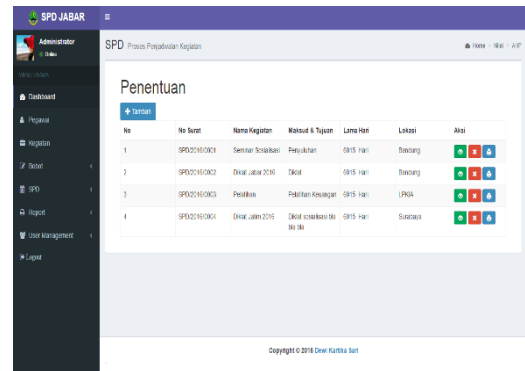 SPD JABAR
Administrator
Online
SPD Proses Penjadwalan Kegiatan
Home
Dashboard
Pegawai
Kegiatan
Bobot
SPD
Report
User Management
Logout
Penentuan
Tambah
No No Surat Nama Kegiatan Maksud & Tujuan Lama Hari Lokasi Aksi
1 SPD/2016/0001 Seminar Sosialisasi Penyuluhan Hari Bandung
2 SPD/2016/0002 Diklat Jabar 2016 Diklat Hari Bandung
3 SPD/2016/0003 Pelatihan Pelatihan Keuangan Hari LPKIA
4 SPD/2016/0004 Diklat Jatim 2016 Diklat sosialisasi bla Hari Surabaya
bla bla
Copyright © 2016 Dewi Kartika Sari